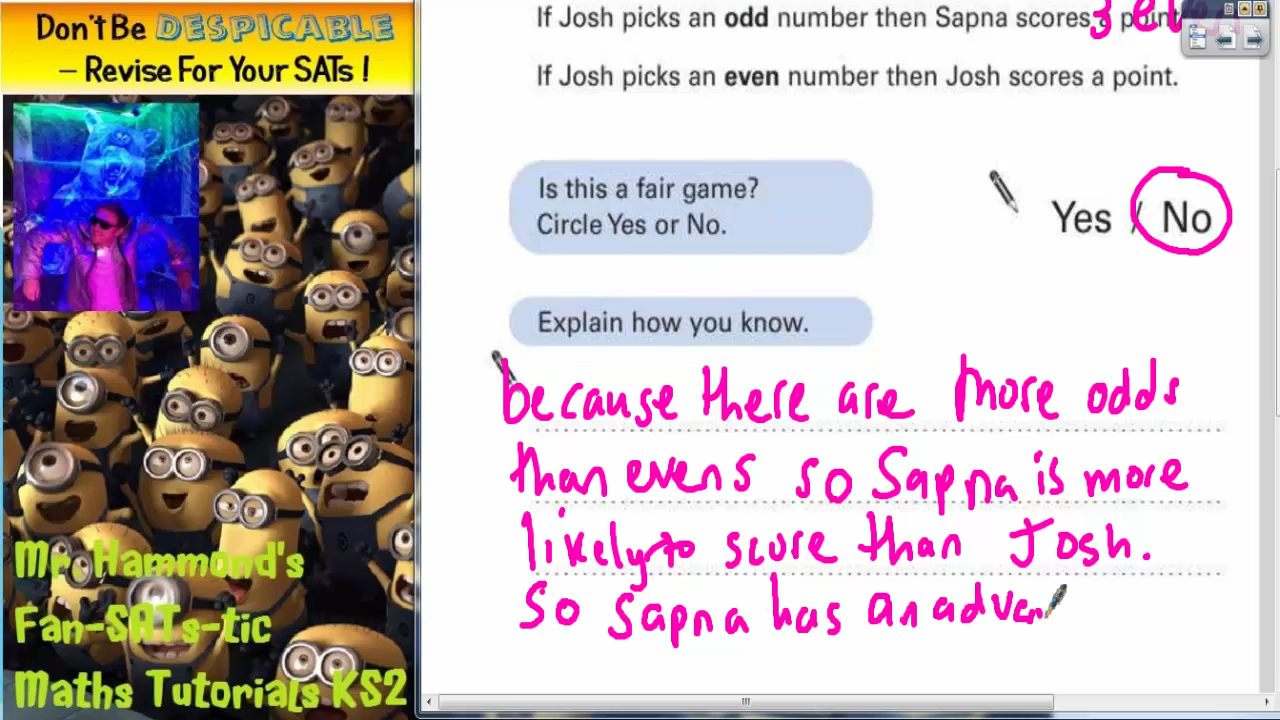 Don't Be DESPICABLE
– Revise For Your SATs !
Mr Hammond's
Fan-SATs-tic
Maths Tutorials KS2
If Josh picks an odd number then Sapna scores point
If Josh picks an even number then Josh scores a point.
Is this a fair game?
Circle Yes or No.
Yes / No
Explain how you know.
because there are more odds
than evens so Sapna is more
likely to score than Josh.
So Sapna has an advan